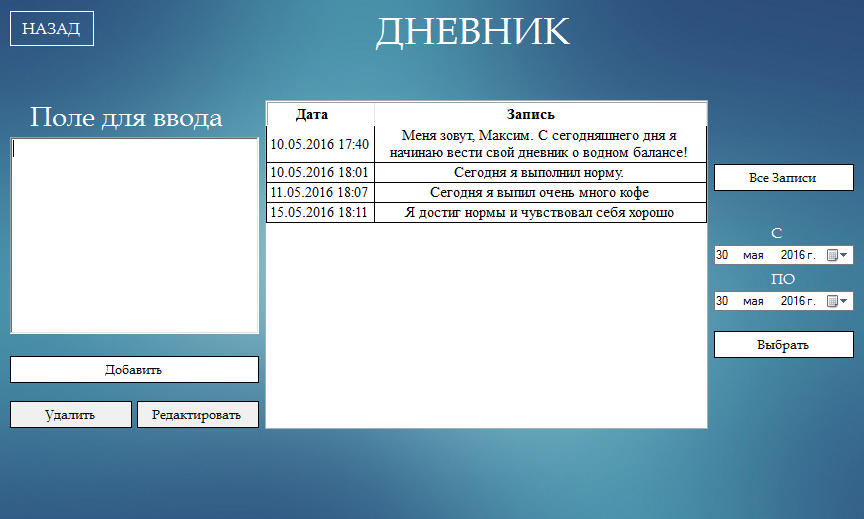 НАЗАД
ДНЕВНИК
Поле для ввода
Дата Запись
10.05.2016 17:40 Меня зовут, Максим. С сегодняшнего дня я
начинаю вести свой дневник о водном балансе!
10.05.2016 18:01 Сегодня я выполнил норму.
11.05.2016 18:07 Сегодня я выпил очень много кофе
15.05.2016 18:11 Я достиг нормы и чувствовал себя хорошо
Все Записи
С
30 мая 2016 г.
ПО
30 мая 2016 г.
Выбрать
Добавить
Удалить
Редактировать